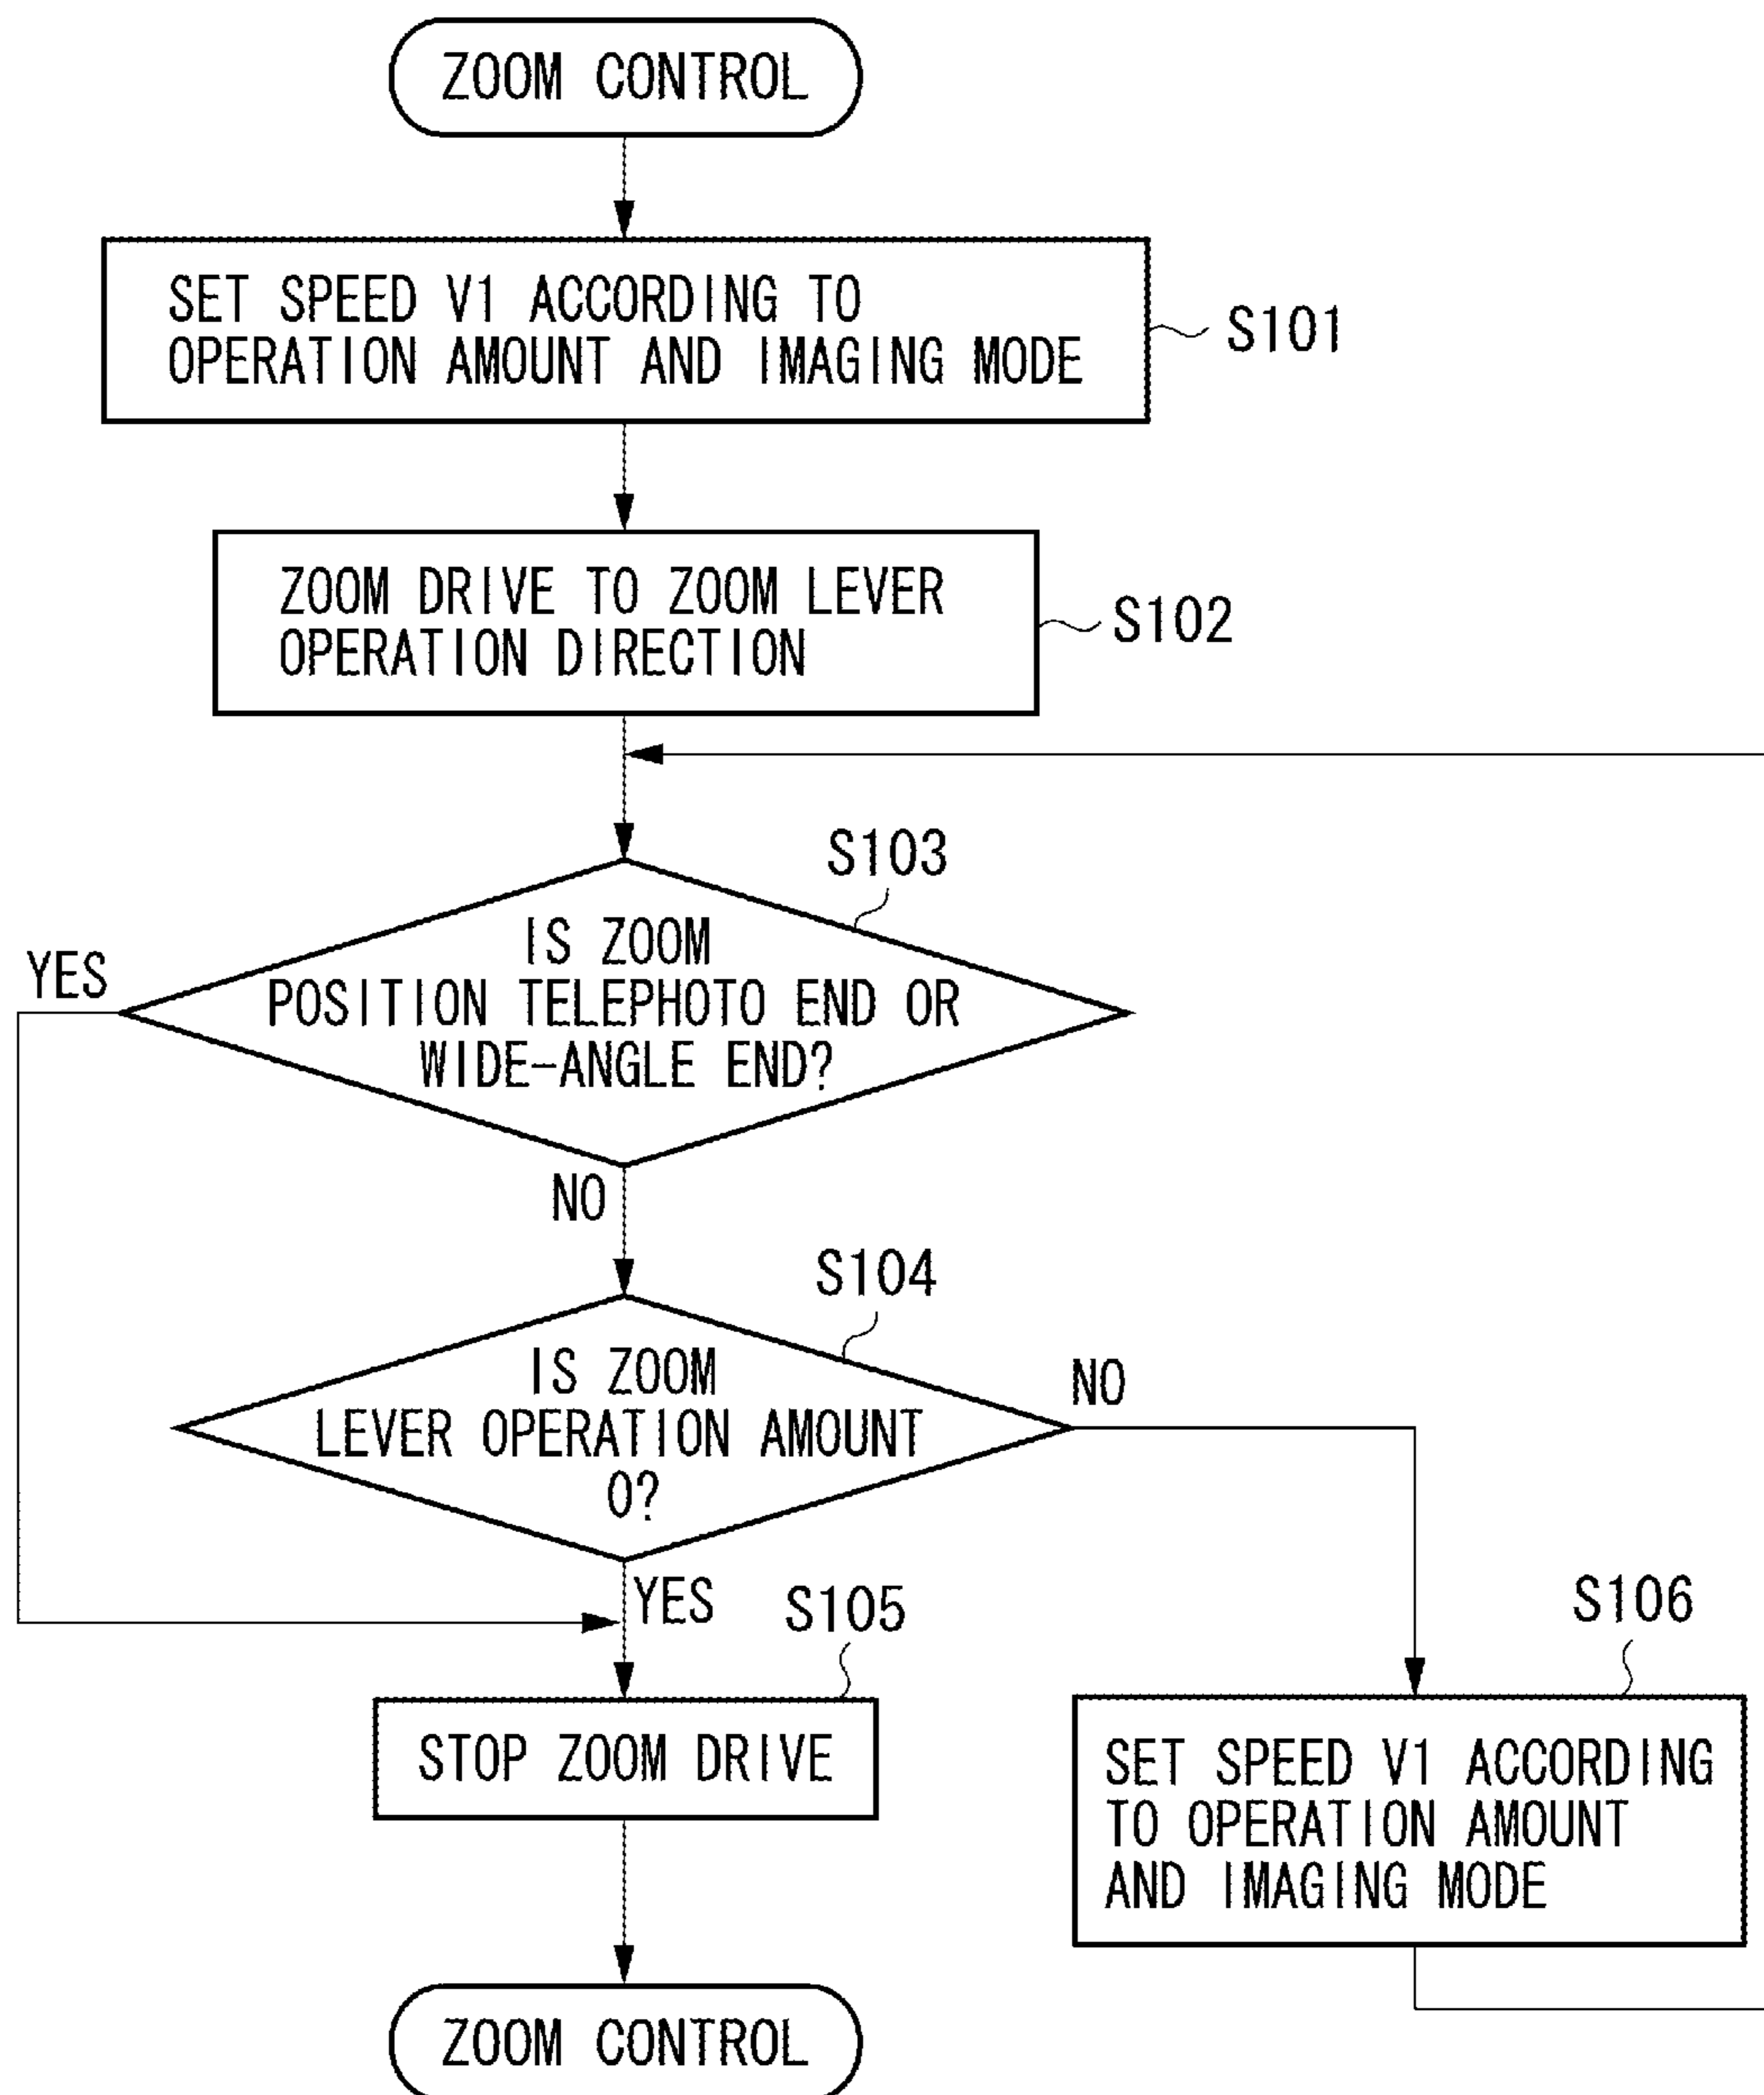 ZOOM CONTROL
SET SPEED V1 ACCORDING TO
OPERATION AMOUNT AND IMAGING MODE
S101
ZOOM DRIVE TO ZOOM LEVER
OPERATION DIRECTION
S102
S103
IS ZOOM
POSITION TELEPHOTO END OR
WIDE-ANGLE END?
YES
NO
S104
IS ZOOM
LEVER OPERATION AMOUNT
0?
NO
YES
S105
STOP ZOOM DRIVE
S106
SET SPEED V1 ACCORDING
TO OPERATION AMOUNT
AND IMAGING MODE
ZOOM CONTROL